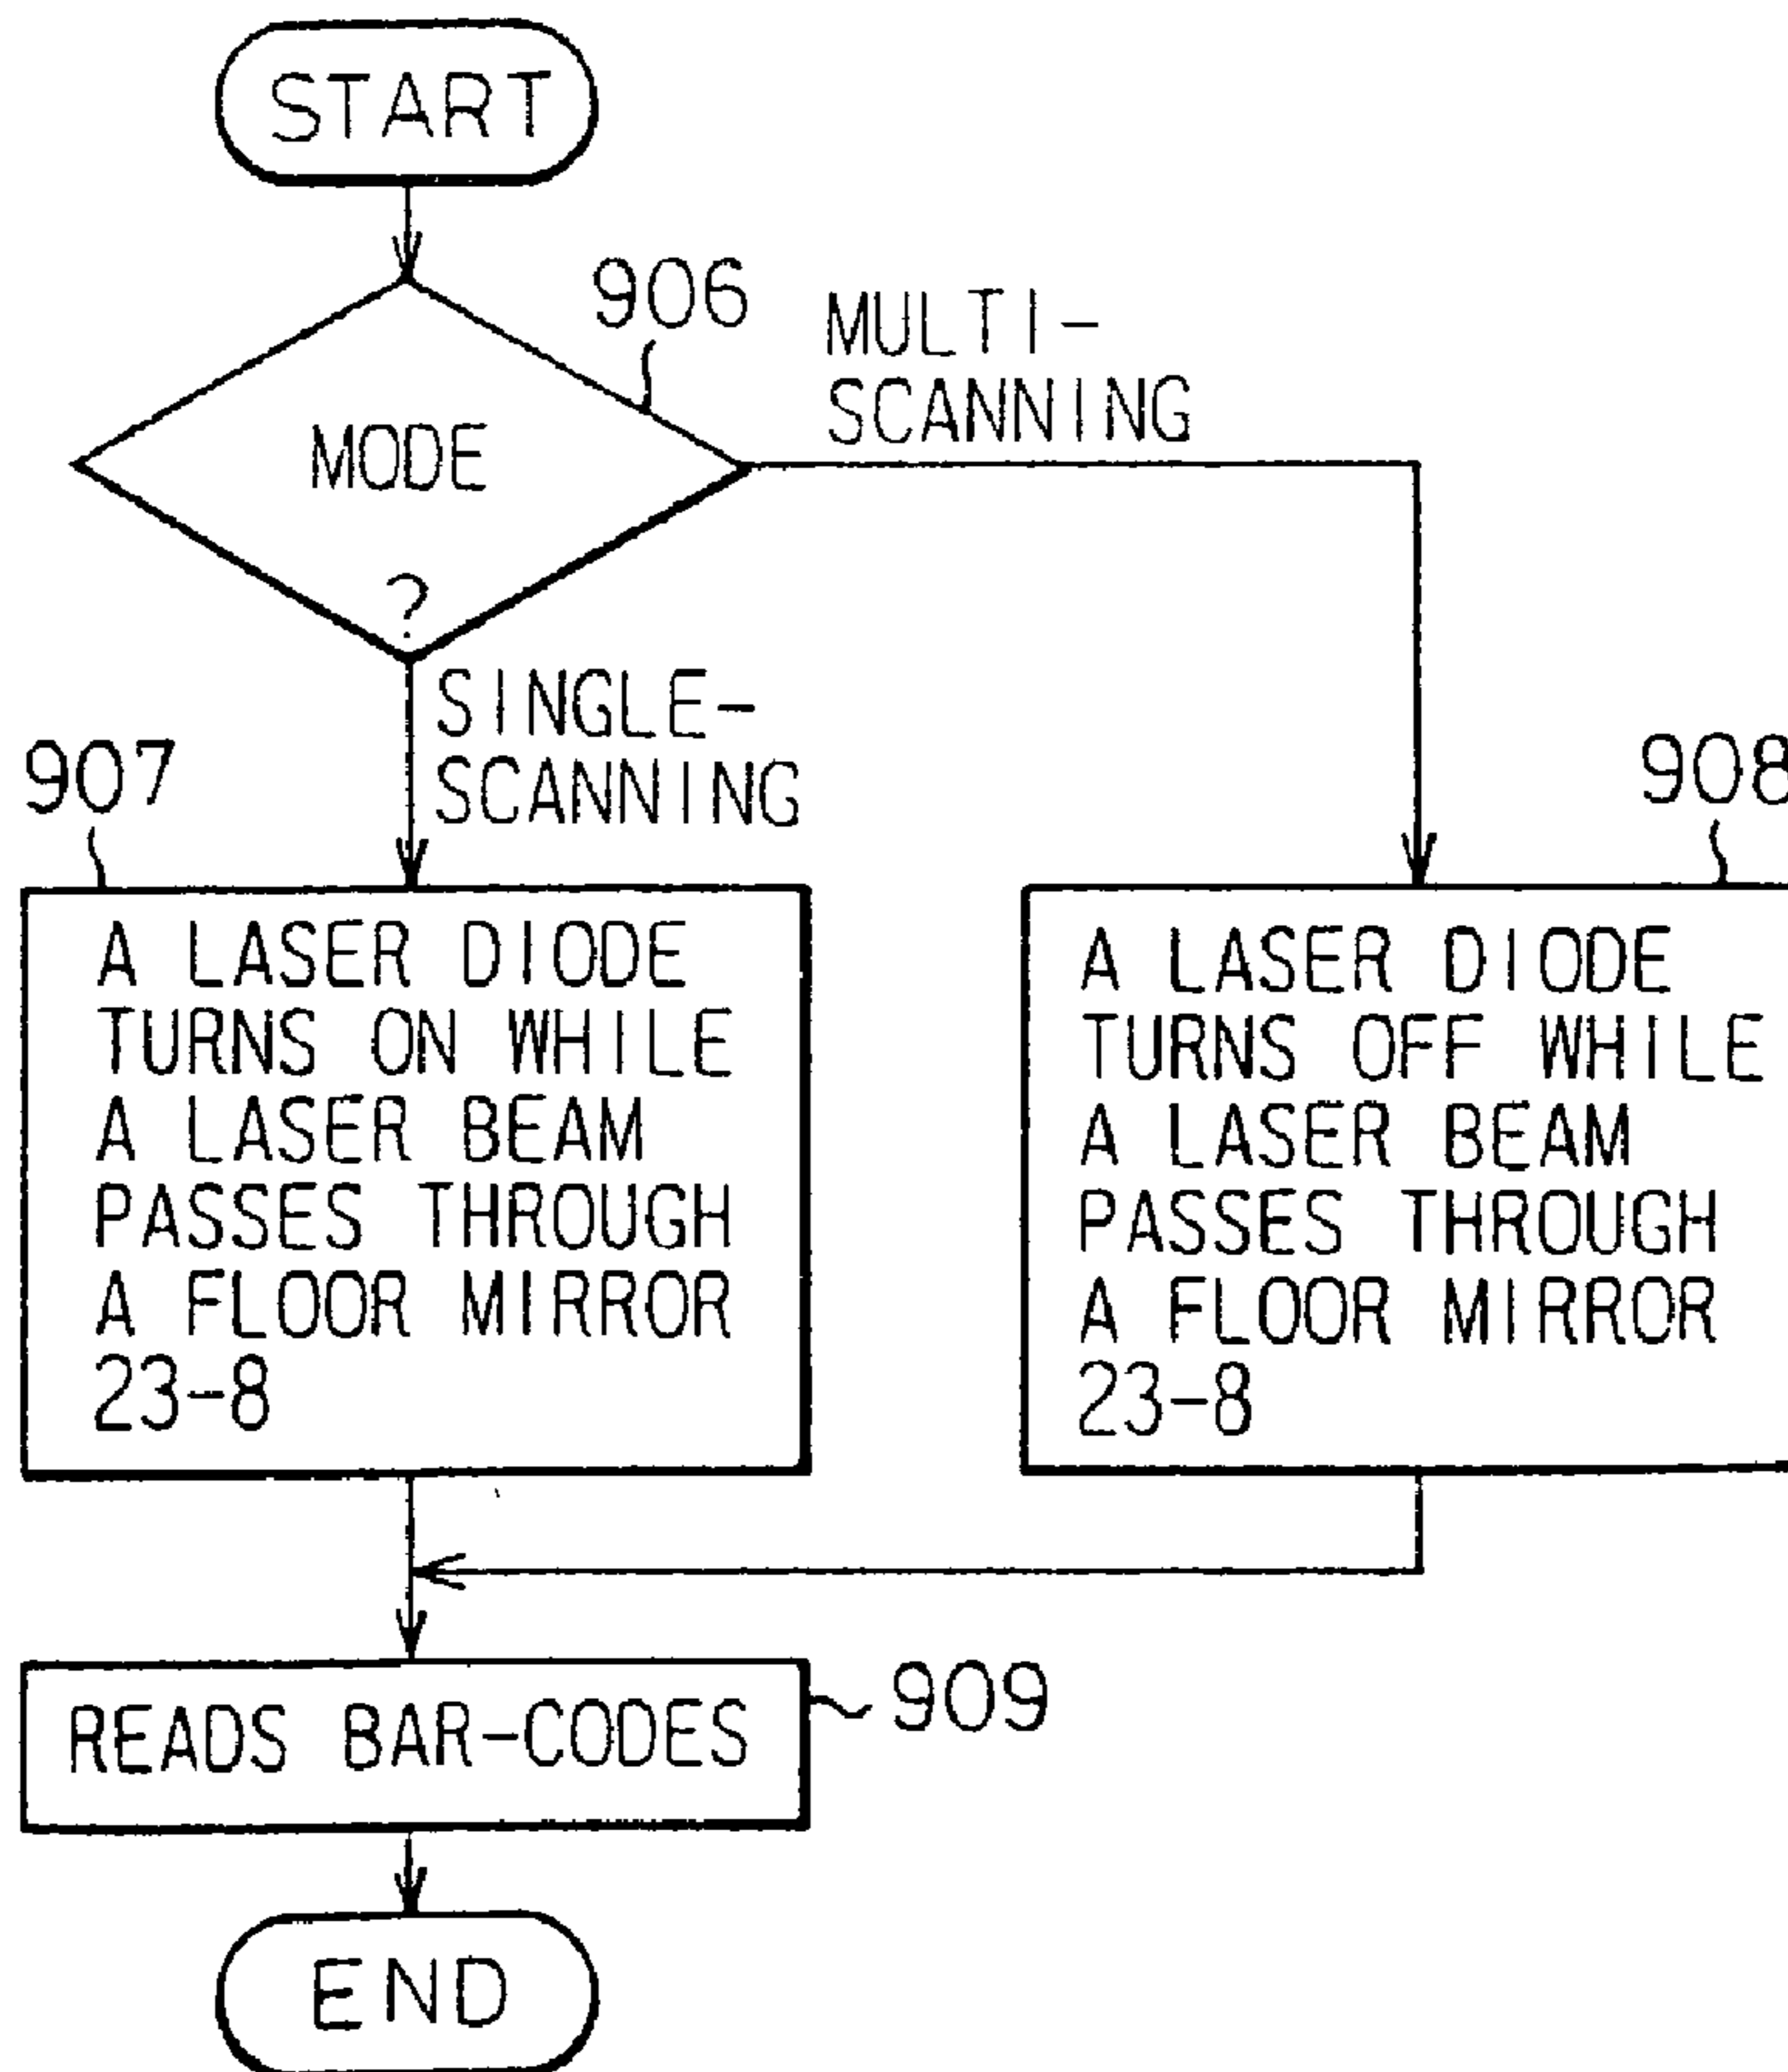 START
906
MULTI-
SCANNING
MODE
?
SINGLE-
SCANNING
907
908
A LASER DIODE
TURNS ON WHILE
A LASER BEAM
PASSES THROUGH
A FLOOR MIRROR
23-8
A LASER DIODE
TURNS OFF WHILE
A LASER BEAM
PASSES THROUGH
A FLOOR MIRROR
23-8
READS BAR-CODES
909
END